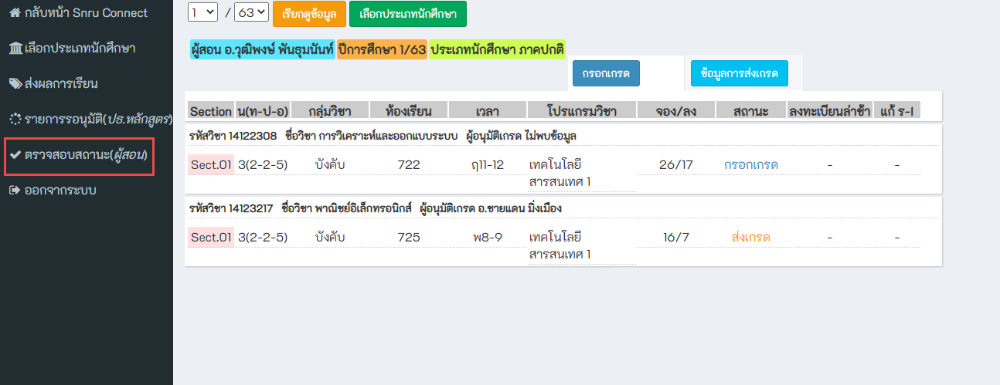 กลับหน้า Snru Connect
เลือกประเภทนักศึกษา
ส่งผลการเรียน
รายการรอนุมัติ(ปธ.หลักสูตร)
ตรวจสอบสถานะ(ผู้สอน)
ออกจากระบบ
1 / 63 เรียกดูข้อมูล เลือกประเภทนักศึกษา
ผู้สอน อ.วุฒิพงษ์ พันธุมนันท์ ปีการศึกษา 1/63 ประเภทนักศึกษา ภาคปกติ
กรอกเกรด ข้อมูลการส่งเกรด
Section น(ท-ป-อ) กลุ่มวิชา ห้องเรียน เวลา โปรแกรมวิชา จอง/ลง สถานะ ลงทะเบียนล่าช้า แก้ ร-I
รหัสวิชา 14122308 ชื่อวิชา การวิเคราะห์และออกแบบระบบ ผู้อนุมัติเกรด ไม่พบข้อมูล
Sect.01 3(2-2-5) บังคับ 722 ฤ11-12 เทคโนโลยี 26/17 กรอกเกรด - -
สารสนเทศ 1
รหัสวิชา 14123217 ชื่อวิชา พาณิชย์อิเล็กทรอนิกส์ ผู้อนุมัติเกรด อ.ชายแดน มิ่งเมือง
Sect.01 3(2-2-5) บังคับ 725 พ8-9 เทคโนโลยี 16/7 ส่งเกรด - -
สารสนเทศ 1